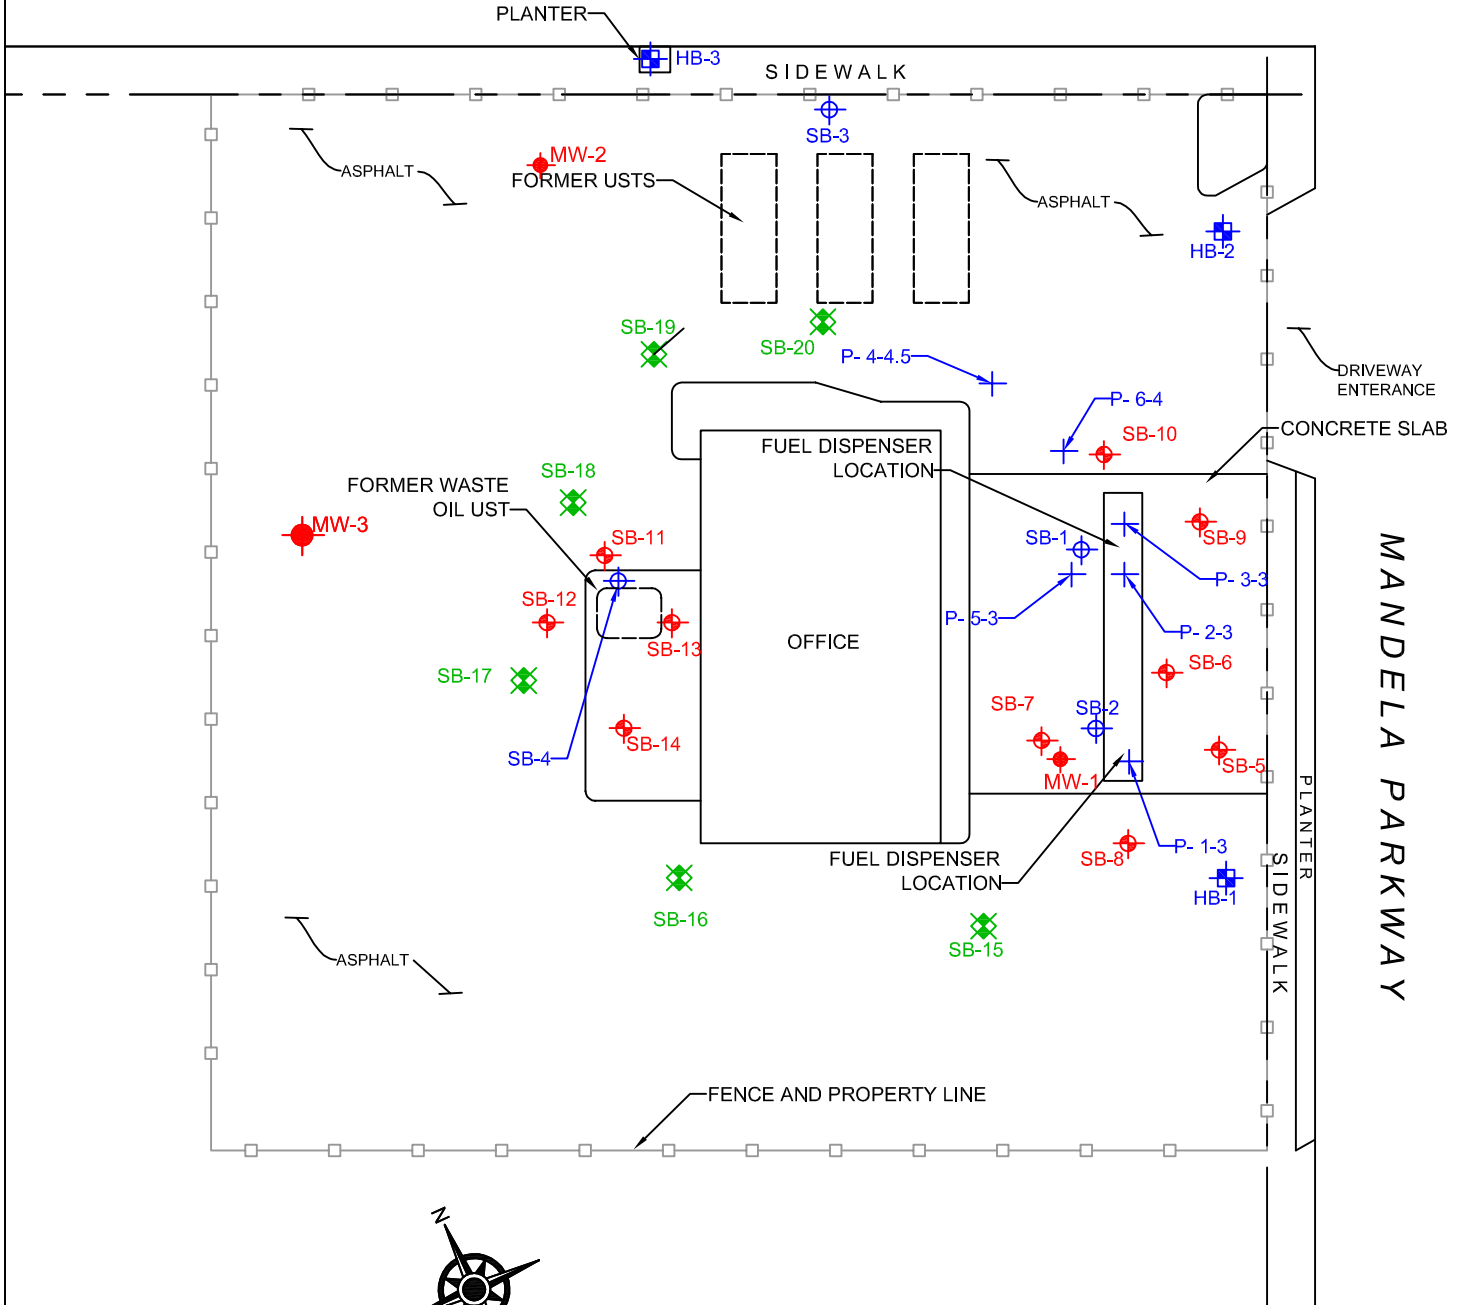 PLANTER
HB-3
SIDEWALK
SB-3
MW-2
ASPHALT
FORMER USTS
ASPHALT
HB-2
SB-19
SB-20
P- 4-4.5
DRIVEWAY
ENTERANCE
P- 6-4
SB-10
CONCRETE SLAB
FUEL DISPENSER
LOCATION
SB-18
FORMER WASTE
OIL UST
MW-3
SB-11
SB-1
SB-9
P- 3-3
SB-12
P- 5-3
P- 2-3
SB-13
OFFICE
SB-6
SB-17
SB-7
SB-2
SB-14
SB-4
MW-1
SB-5
MANDELA PARKWAY
PLANTER
SIDEWALK
P- 1-3
SB-8
FUEL DISPENSER
LOCATION
HB-1
SB-16
SB-15
ASPHALT
FENCE AND PROPERTY LINE
N